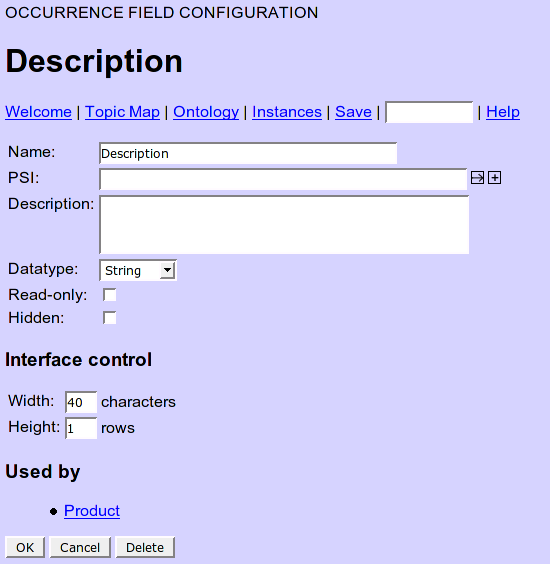 OCCURRENCE FIELD CONFIGURATION
Description
Welcome | Topic Map | Ontology | Instances | Save | | Help
Name: Description
PSI:
Description:
Datatype: String
Read-only:
Hidden:
Interface control
Width: 40 characters
Height: 1 rows
Used by
• Product
OK Cancel Delete